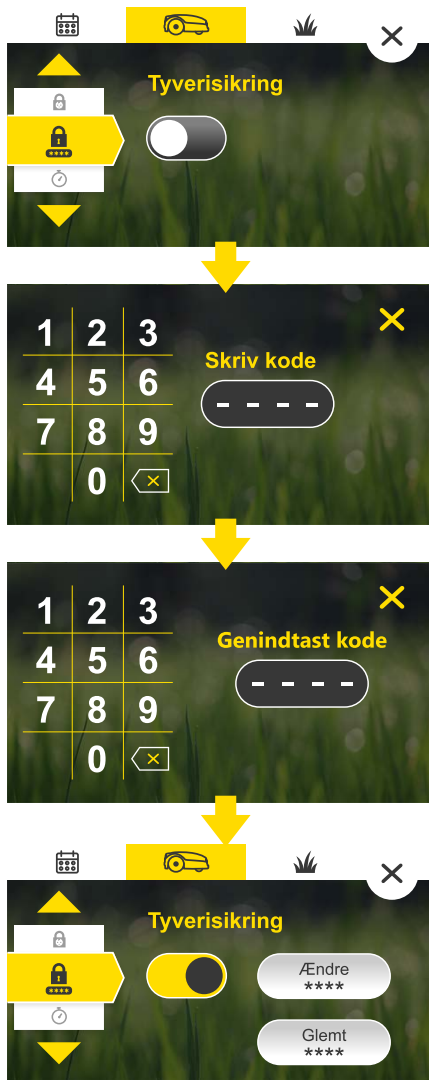 Tyverisikring
****
1 2 3
4 5 6
7 8 9
0
Skriv kode
- - - -
1 2 3
4 5 6
7 8 9
0
Genindtast kode
- - - -
Tyverisikring
****
Ændre
****
Glemt
****